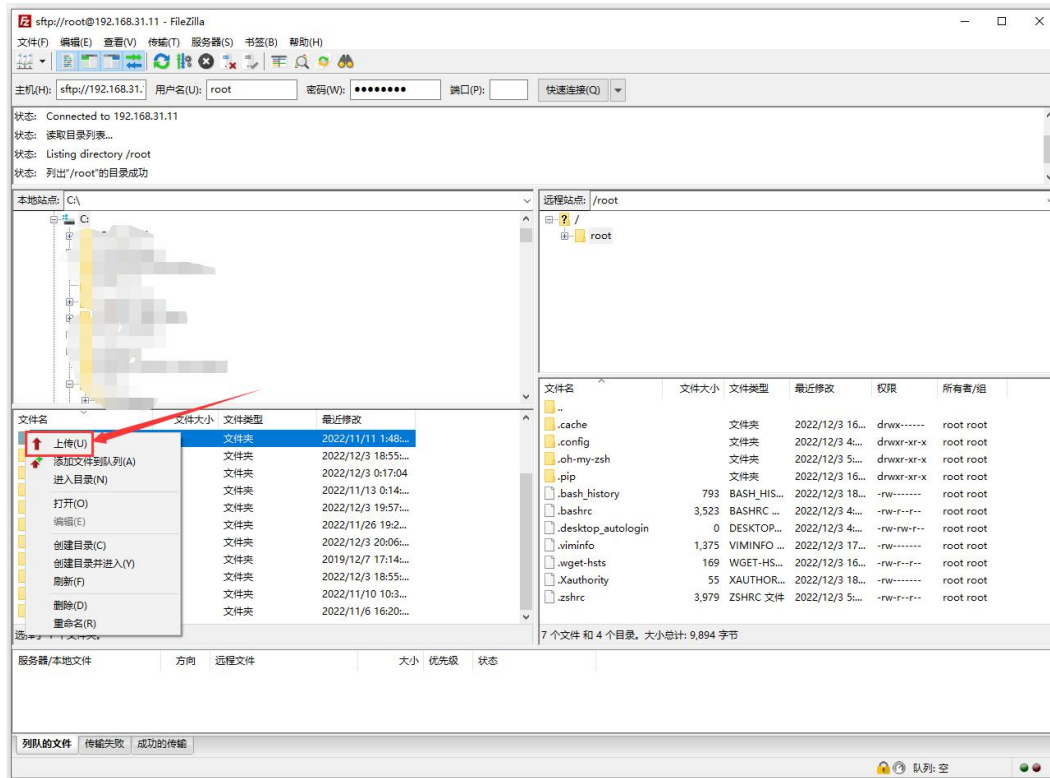 sftp://root@192.168.31.11 - FileZilla
文件(F) 编辑(E) 查看(V) 传输(T) 服务器(S) 书签(B) 帮助(H)
主机(H): sftp://192.168.31. 用户名(U): root 密码(W): ●●●●●●●● 端口(P): 快速连接(Q)
状态: Connected to 192.168.31.11
状态: 读取目录列表...
状态: Listing directory /root
状态: 列出"/root"的目录成功
本地站点: C:\
C:
远程站点: /root
? /
root
文件名 文件大小 文件类型 最近修改
文件夹 2022/11/11 1:48:...
文件夹 2022/12/3 18:55:...
文件夹 2022/12/3 0:17:04
文件夹 2022/11/13 0:14:...
文件夹 2022/12/3 19:57:...
文件夹 2022/11/26 19:2...
文件夹 2022/12/3 20:06:...
文件夹 2019/12/7 17:14:...
文件夹 2022/12/3 18:55:...
文件夹 2022/11/10 10:3...
文件夹 2022/11/6 16:20:...
上传(U)
添加文件到队列(A)
进入目录(N)
打开(O)
编辑(E)
创建目录(C)
创建目录并进入(Y)
刷新(F)
删除(D)
重命名(R)
文件名 文件大小 文件类型 最近修改 权限 所有者/组
..
.cache 文件夹 2022/12/3 16... drwx------ root root
.config 文件夹 2022/12/3 4:... drwxr-xr-x root root
.oh-my-zsh 文件夹 2022/12/3 5:... drwxr-xr-x root root
.pip 文件夹 2022/12/3 16... drwxr-xr-x root root
.bash_history 793 BASH_HIS... 2022/12/3 18... -rw------- root root
.bashrc 3,523 BASHRC ... 2022/12/3 4:... -rw-r--r-- root root
.desktop_autologin 0 DESKTOP... 2022/12/3 4:... -rw-rw-r-- root root
.viminfo 1,375 VIMINFO ... 2022/12/3 17... -rw------- root root
.wget-hsts 169 WGET-HS... 2022/12/3 16... -rw-r--r-- root root
.Xauthority 55 XAUTHOR... 2022/12/3 18... -rw------- root root
.zshrc 3,979 ZSHRC 文件 2022/12/3 5:... -rw-r--r-- root root
7 个文件 和 4 个目录。大小总计: 9,894 字节
服务器/本地文件 方向 远程文件 大小 优先级 状态
列队的文件 传输失败 成功的传输
队列: 空